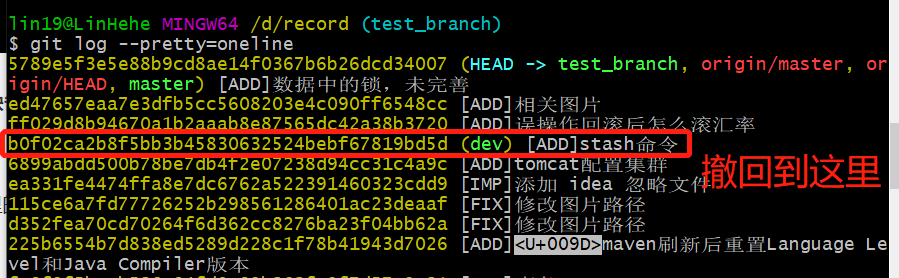 lin19@LinHehe MINGW64 /d/record (test_branch)
$ git log --pretty=oneline
5789e5f3e5e88b9cd8ae14f0367b6b26dcd34007 (HEAD -> test_branch, origin/master, or
igin/HEAD, master) [ADD]数据中的锁，未完善
ed47657eaa7e3dfb5cc5608203e4c090ff6548cc [ADD]相关图片
ff029d8b94670a1b2aaab8e87565dc42a38b3720 [ADD]误操作回滚后怎么滚汇率
b0f02ca2b8f5bb3b45830632524bebf67819bd5d (dev) [ADD]stash命令
6899abdd500b78be7db4f2e07238d94cc31c4a9c [ADD]tomcat配置集群
ea331fe4474ffa8e7dc6762a522391460323cdd9 [IMP]添加 idea 忽略文件
撤回到这里
115ce6a7fd77726252b298561286401ac23deaaf [FIX]修改图片路径
d352fea70cd70264f6d362cc8276ba23f04bb62a [FIX]修改图片路径
225b6554b7d838ed5289d228c1f78b41943d7026 [ADD]<U+009D>maven刷新后重置Language Le
vel和Java Compiler版本